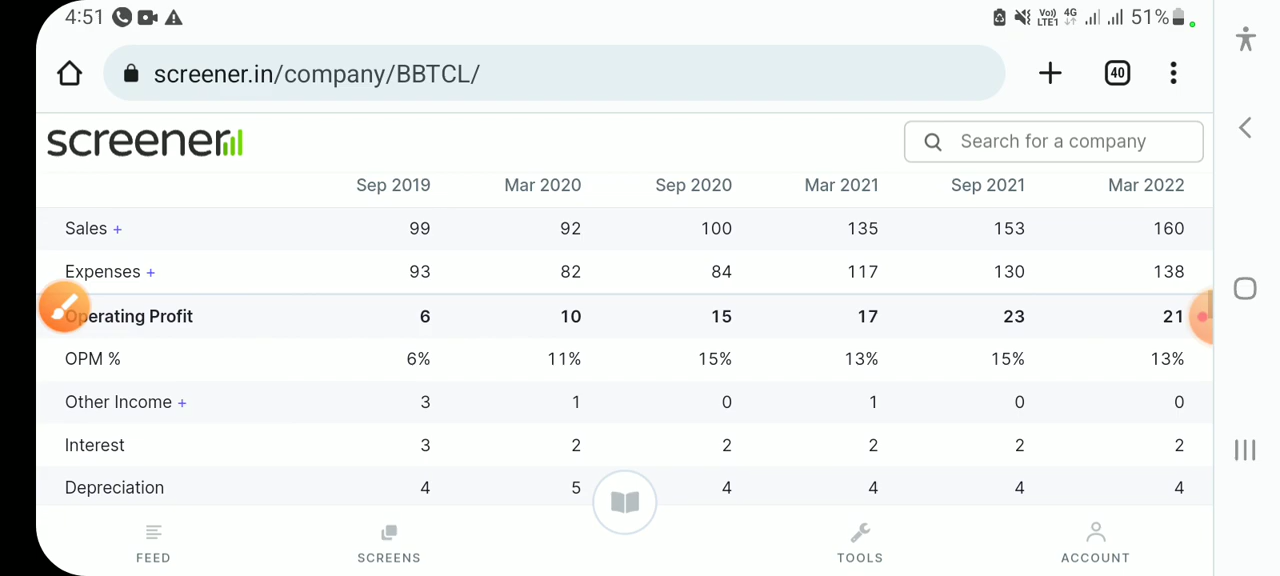 4:51 Vo)) LTE1 4G 51%
screener.in/company/BBTCL/ 40
screener Search for a company
Sep 2019 Mar 2020 Sep 2020 Mar 2021 Sep 2021 Mar 2022
Sales + 99 92 100 135 153 160
Expenses + 93 82 84 117 130 138
Operating Profit 6 10 15 17 23 21
OPM % 6% 11% 15% 13% 15% 13%
Other Income + 3 1 0 1 0 0
Interest 3 2 2 2 2 2
Depreciation 4 5 4 4 4 4
FEED SCREENS TOOLS ACCOUNT